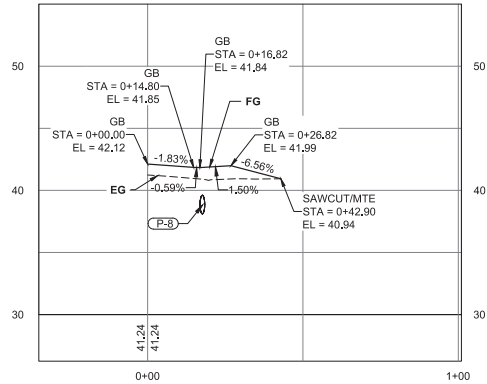 GB
STA = 0+16.82
EL = 41.84
50
50
GB
STA = 0+14.80
EL = 41.85
FG
GB
STA = 0+00.00
EL = 42.12
GB
STA = 0+26.82
EL = 41.99
-1.83%
-6.56%
40
40
EG
-0.59%
1.50%
SAWCUT/MTE
STA = 0+42.90
EL = 40.94
P-8
30
30
41.24
41.24
0+00
1+00